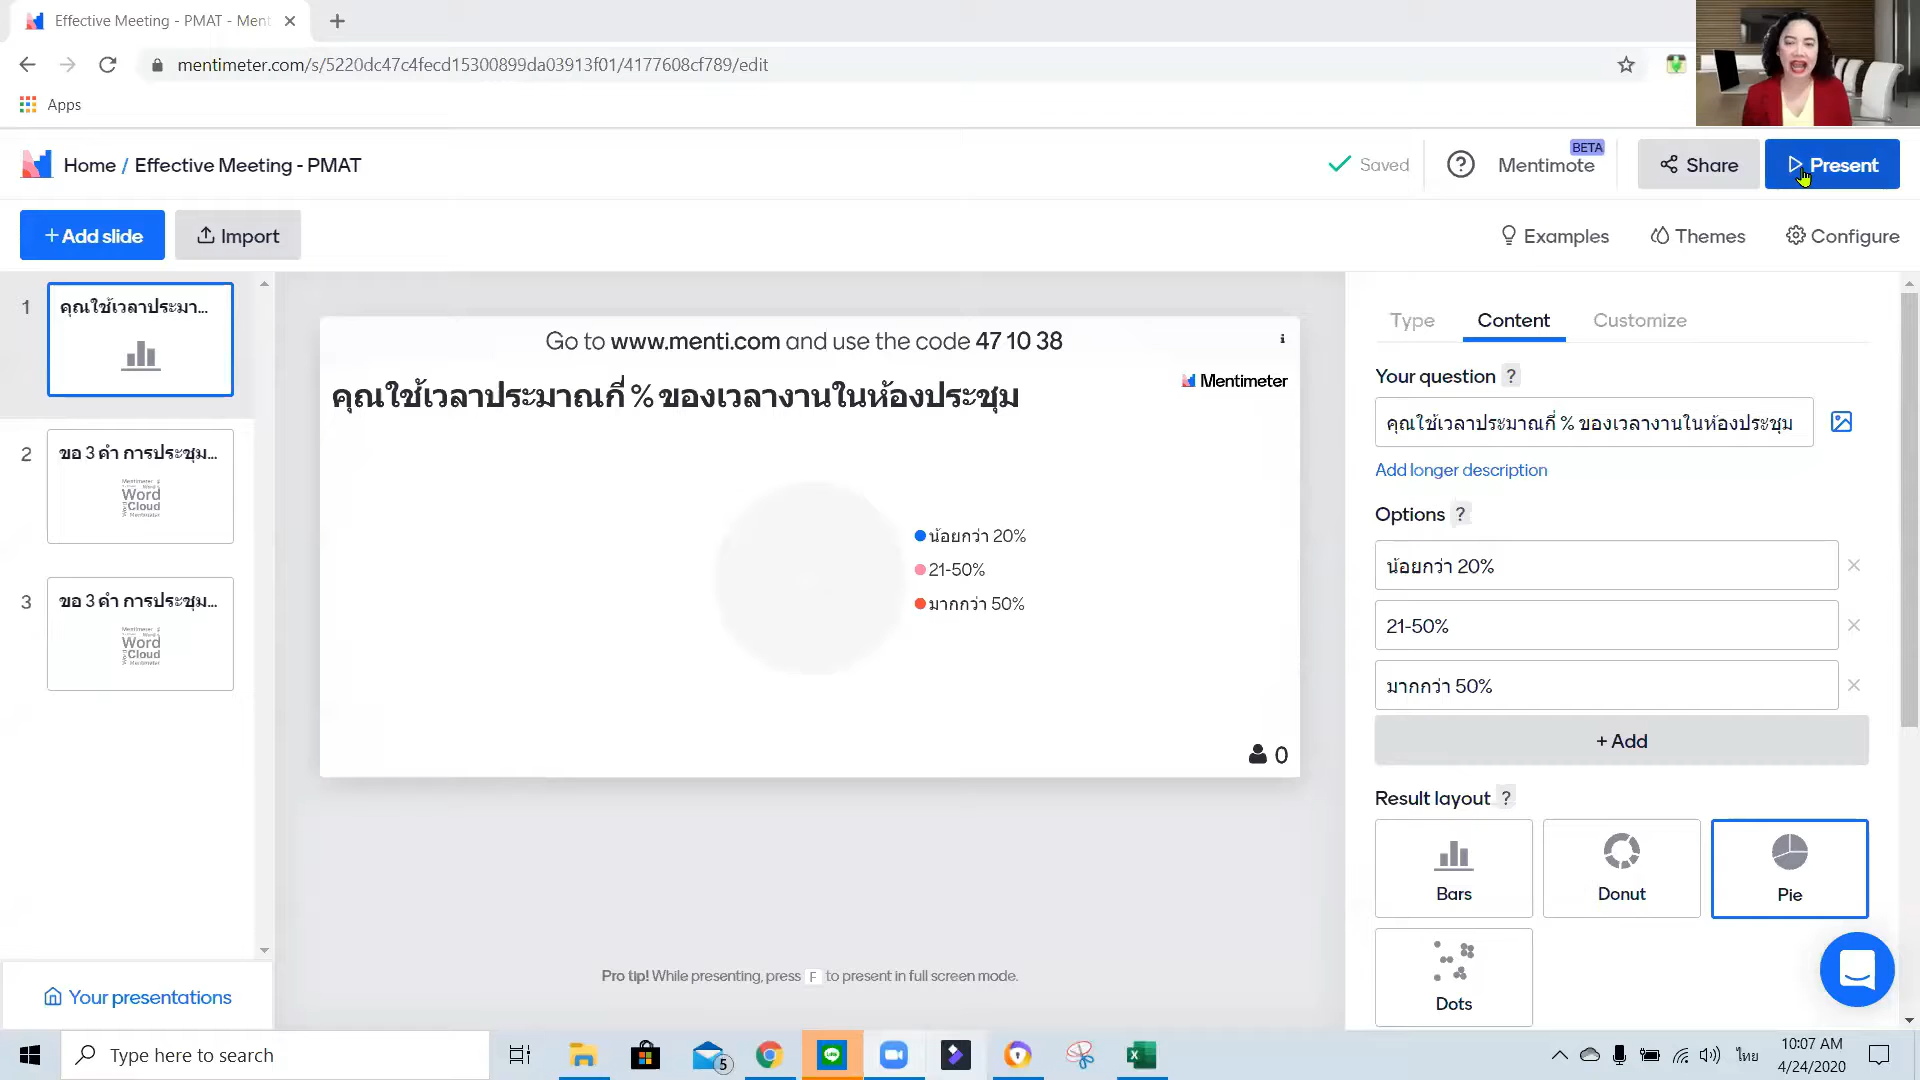 Effective Meeting - PMAT - Ment
mentimeter.com/s/5220dc47c4fecd15300899da03913f01/4177608cf789/edit
Apps
Home / Effective Meeting - PMAT
Saved
Mentimote
BETA
Share
Present
+ Add slide
Import
Examples
Themes
Configure
1
คุณใช้เวลาประมา...
2
ขอ 3 คำ การประชุม...
Mentimeter
Word
Cloud
Mentimeter
3
ขอ 3 คำ การประชุม...
Mentimeter
Word
Cloud
Mentimeter
Your presentations
Go to www.menti.com and use the code 47 10 38
Mentimeter
คุณใช้เวลาประมาณกี่ % ของเวลางานในห้องประชุม
น้อยกว่า 20%
21-50%
มากกว่า 50%
0
Pro tip! While presenting, press F to present in full screen mode.
Type
Content
Customize
Your question ?
คุณใช้เวลาประมาณกี่ % ของเวลางานในห้องประชุม
Add longer description
Options ?
น้อยกว่า 20%
21-50%
มากกว่า 50%
+ Add
Result layout ?
Bars
Donut
Pie
Dots
Type here to search
5
ไทย
10:07 AM
4/24/2020